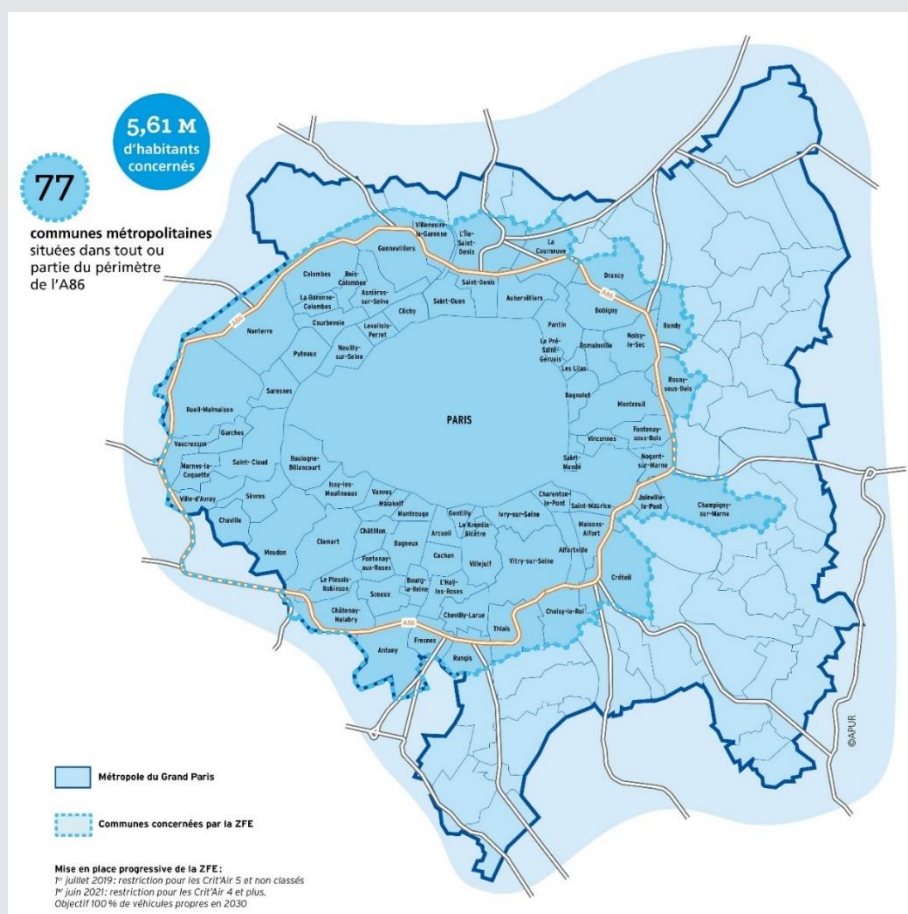 5,61 M
d'habitants
concernés
77
communes métropolitaines
situées dans tout ou
partie du périmètre
de l'A86
Villeneuve-
la-Garenne
L'Île-
Saint-
Denis
La
Courneuve
Gennevilliers
Drancy
Colombes
Bois-
Colombes
Asnières-
sur-Seine
La Garenne-
Colombes
Saint-Denis
Saint-Ouen
Aubervilliers
A86
Bobigny
Clichy
A86
Nanterre
Courbevoie
Levallois-
Perret
Neuilly-
sur-Seine
Puteaux
Pantin
Le Pré-
Saint-
Gervais
Romainville
Noisy-
le-Sec
Bondy
Les Lilas
Rosny-
sous-Bois
Suresnes
Bagnolet
Montreuil
Rueil-Malmaison
PARIS
Garches
Vaucresson
Vincennes
Fontenay-
sous-Bois
Saint-Cloud
Boulogne-
Billancourt
Saint-
Mandé
Nogent-
sur-Marne
Marnes-la-
Coquette
Ville-d'Avray
Sèvres
Issy-les-
Moulineaux
Vanves
Malakoff
Montrouge
Gentilly
Le Kremlin-
Bicêtre
Ivry-sur-Seine
Charenton-
le-Pont
Saint-Maurice
Joinville-
le-Pont
Champigny-
sur-Marne
Chaville
Meudon
Clamart
Châtillon
Bagneux
Arcueil
Maisons-
Alfort
Cachan
Villejuif
Vitry-sur-Seine
Alfortville
Fontenay-
aux-Roses
Le Plessis-
Robinson
Sceaux
Bourg-
la-Reine
L'Haÿ-
les-Roses
Créteil
Châtenay-
Malabry
A86
Chevilly-Larue
Thiais
Choisy-le-Roi
Fresnes
Antony
Rungis
©APUR
Métropole du Grand Paris
Communes concernées par la ZFE
Mise en place progressive de la ZFE :
1er juillet 2019 : restriction pour les Crit'Air 5 et non classés
1er juin 2021 : restriction pour les Crit'Air 4 et plus.
Objectif 100 % de véhicules propres en 2030